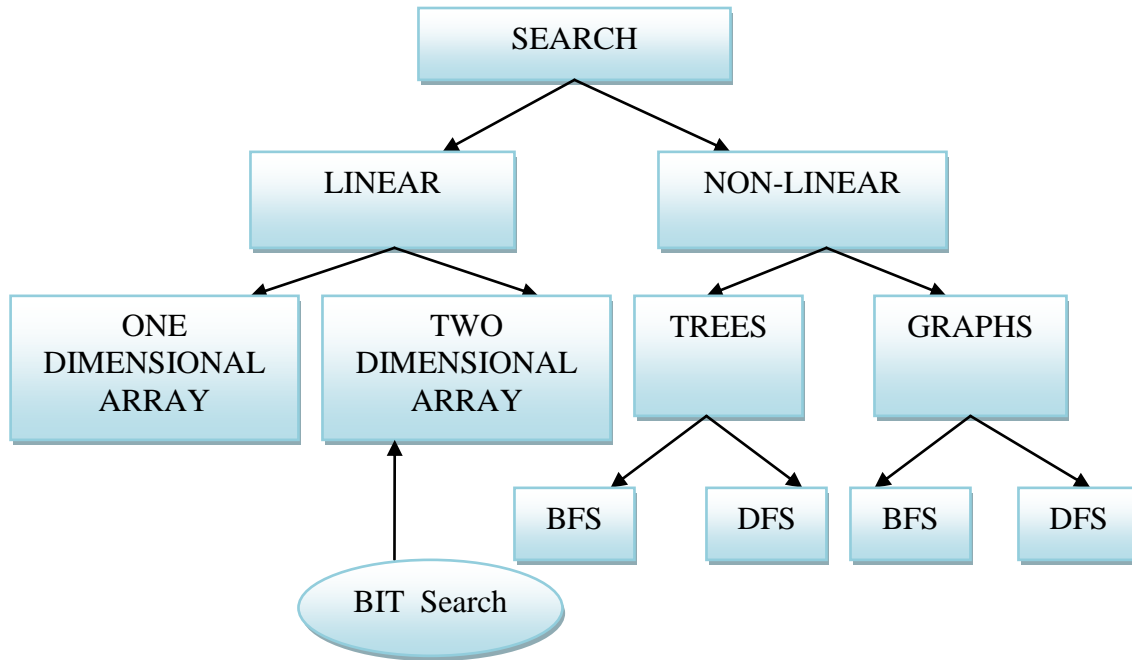 SEARCH
LINEAR
NON-LINEAR
ONE
DIMENSIONAL
ARRAY
TWO
DIMENSIONAL
ARRAY
TREES
GRAPHS
BFS
DFS
BFS
DFS
BIT Search